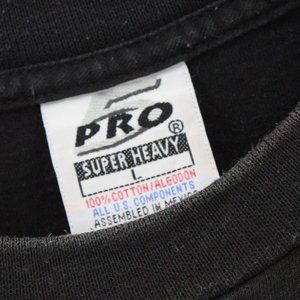 PRO®
SUPER HEAVY
L
100% COTTON/ALGODON
ALL U.S. COMPONENTS
ASSEMBLED IN MEXICO